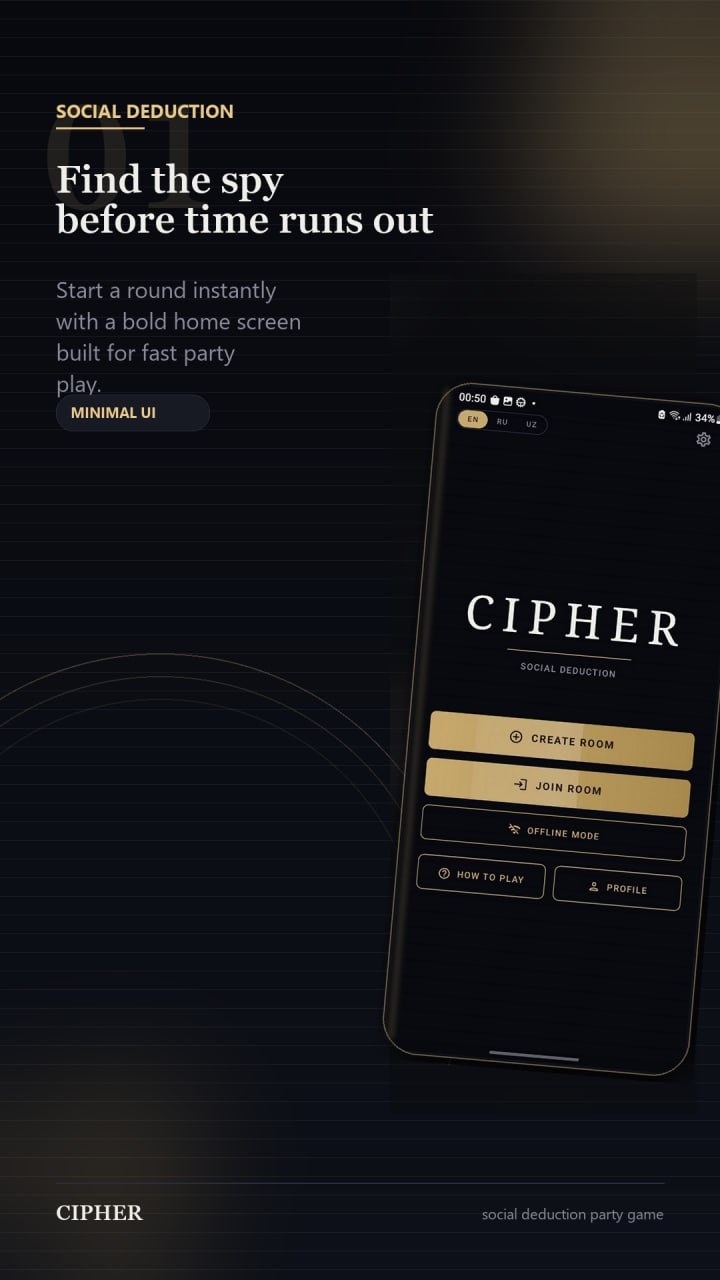 01
SOCIAL DEDUCTION
Find the spy
before time runs out
Start a round instantly
with a bold home screen
built for fast party
play.
MINIMAL UI
00:50
34%
EN RU UZ
CIPHER
SOCIAL DEDUCTION
CREATE ROOM
JOIN ROOM
OFFLINE MODE
HOW TO PLAY
PROFILE
CIPHER
social deduction party game